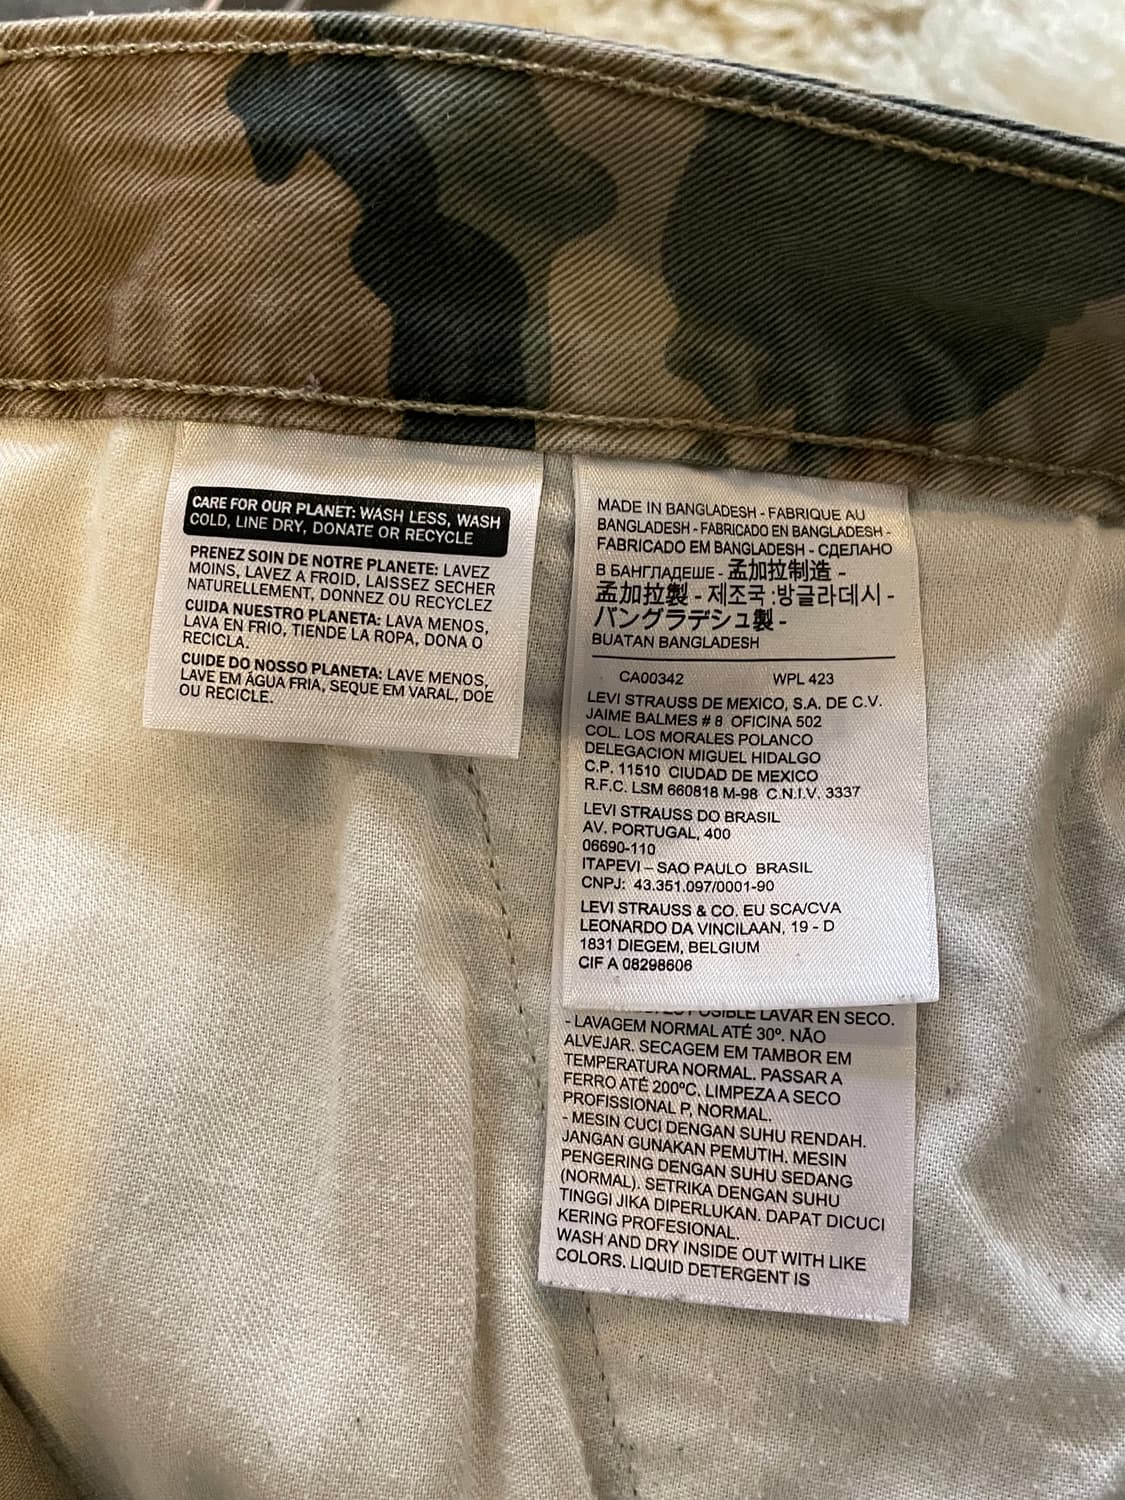 CARE FOR OUR PLANET: WASH LESS, WASH
COLD, LINE DRY, DONATE OR RECYCLE
PRENEZ SOIN DE NOTRE PLANETE: LAVEZ
MOINS, LAVEZ A FROID, LAISSEZ SECHER
NATURELLEMENT, DONNEZ OU RECYCLEZ
CUIDA NUESTRO PLANETA: LAVA MENOS,
LAVA EN FRIO, TIENDE LA ROPA, DONA O
RECICLA.
CUIDE DO NOSSO PLANETA: LAVE MENOS,
LAVE EM ÁGUA FRIA, SEQUE EM VARAL, DOE
OU RECICLE.
MADE IN BANGLADESH - FABRIQUE AU
BANGLADESH - FABRICADO EN BANGLADESH -
FABRICADO EM BANGLADESH - СДЕЛАНО
В БАНГЛАДЕШЕ - 孟加拉制造 -
孟加拉製 - 제조국 :방글라데시 -
バングラデシュ製 -
BUATAN BANGLADESH
CA00342 WPL 423
LEVI STRAUSS DE MEXICO, S.A. DE C.V.
JAIME BALMES # 8 OFICINA 502
COL. LOS MORALES POLANCO
DELEGACION MIGUEL HIDALGO
C.P. 11510 CIUDAD DE MEXICO
R.F.C. LSM 660818 M-98 C.N.I.V. 3337
LEVI STRAUSS DO BRASIL
AV. PORTUGAL, 400
06690-110
ITAPEVI – SAO PAULO BRASIL
CNPJ: 43.351.097/0001-90
LEVI STRAUSS & CO. EU SCA/CVA
LEONARDO DA VINCILAAN, 19 - D
1831 DIEGEM, BELGIUM
CIF A 08298606
POSIBLE LAVAR EN SECO.
- LAVAGEM NORMAL ATÉ 30º. NÃO
ALVEJAR. SECAGEM EM TAMBOR EM
TEMPERATURA NORMAL. PASSAR A
FERRO ATÉ 200ºC. LIMPEZA A SECO
PROFISSIONAL P, NORMAL.
- MESIN CUCI DENGAN SUHU RENDAH.
JANGAN GUNAKAN PEMUTIH. MESIN
PENGERING DENGAN SUHU SEDANG
(NORMAL). SETRIKA DENGAN SUHU
TINGGI JIKA DIPERLUKAN. DAPAT DICUCI
KERING PROFESIONAL.
WASH AND DRY INSIDE OUT WITH LIKE
COLORS. LIQUID DETERGENT IS